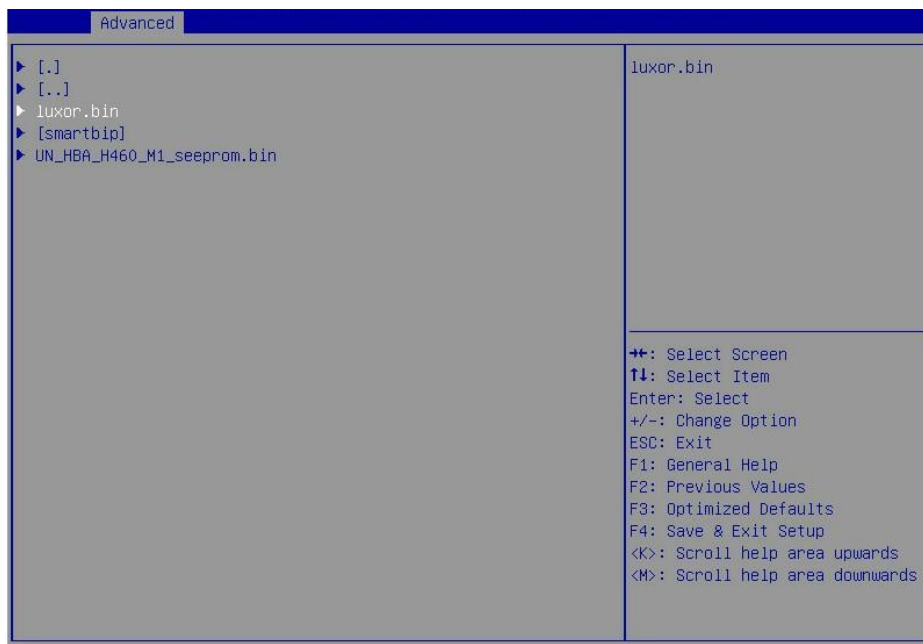 Advanced
[.]
[..]
luxor.bin
[smartbip]
UN_HBA_H460_M1_seeprom.bin
luxor.bin
→←: Select Screen
↑↓: Select Item
Enter: Select
+/-: Change Option
ESC: Exit
F1: General Help
F2: Previous Values
F3: Optimized Defaults
F4: Save & Exit Setup
<K>: Scroll help area upwards
<M>: Scroll help area downwards